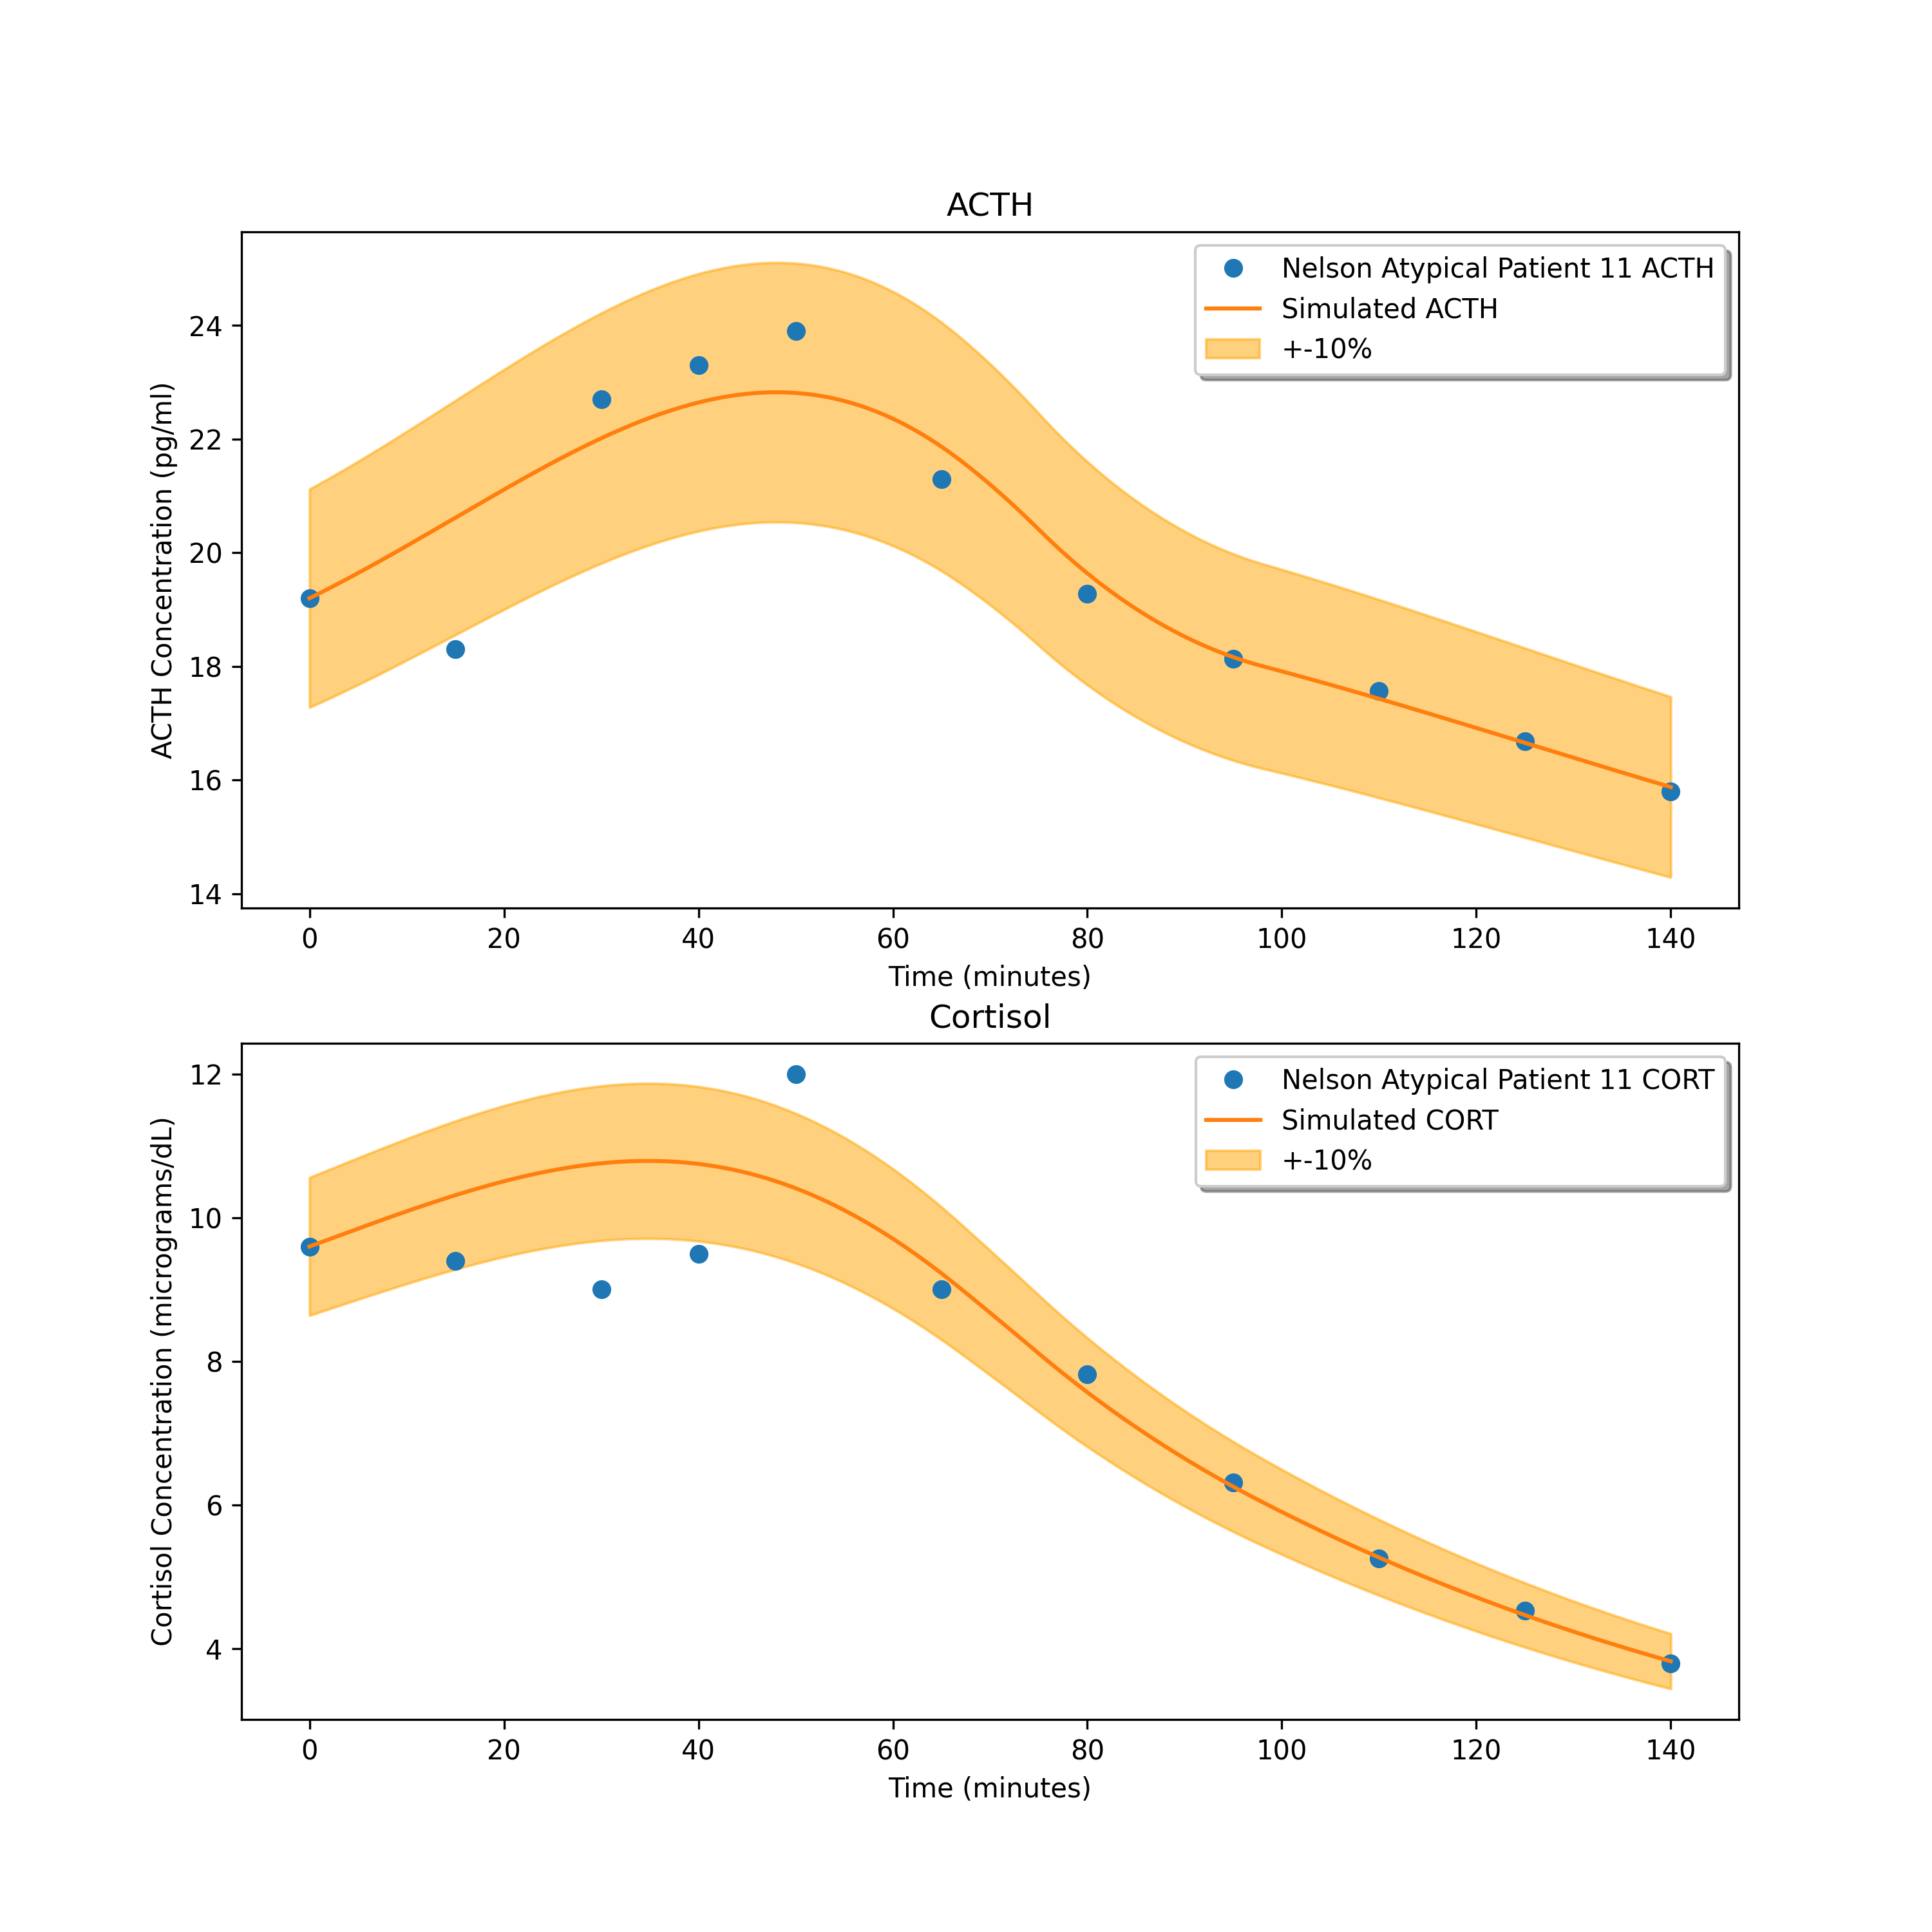 ACTH
Nelson Atypical Patient 11 ACTH
Simulated ACTH
+-10%
ACTH Concentration (pg/ml)
24
22
20
18
16
14
0 20 40 60 80 100 120 140
Time (minutes)
Cortisol
Nelson Atypical Patient 11 CORT
Simulated CORT
+-10%
Cortisol Concentration (micrograms/dL)
12
10
8
6
4
0 20 40 60 80 100 120 140
Time (minutes)